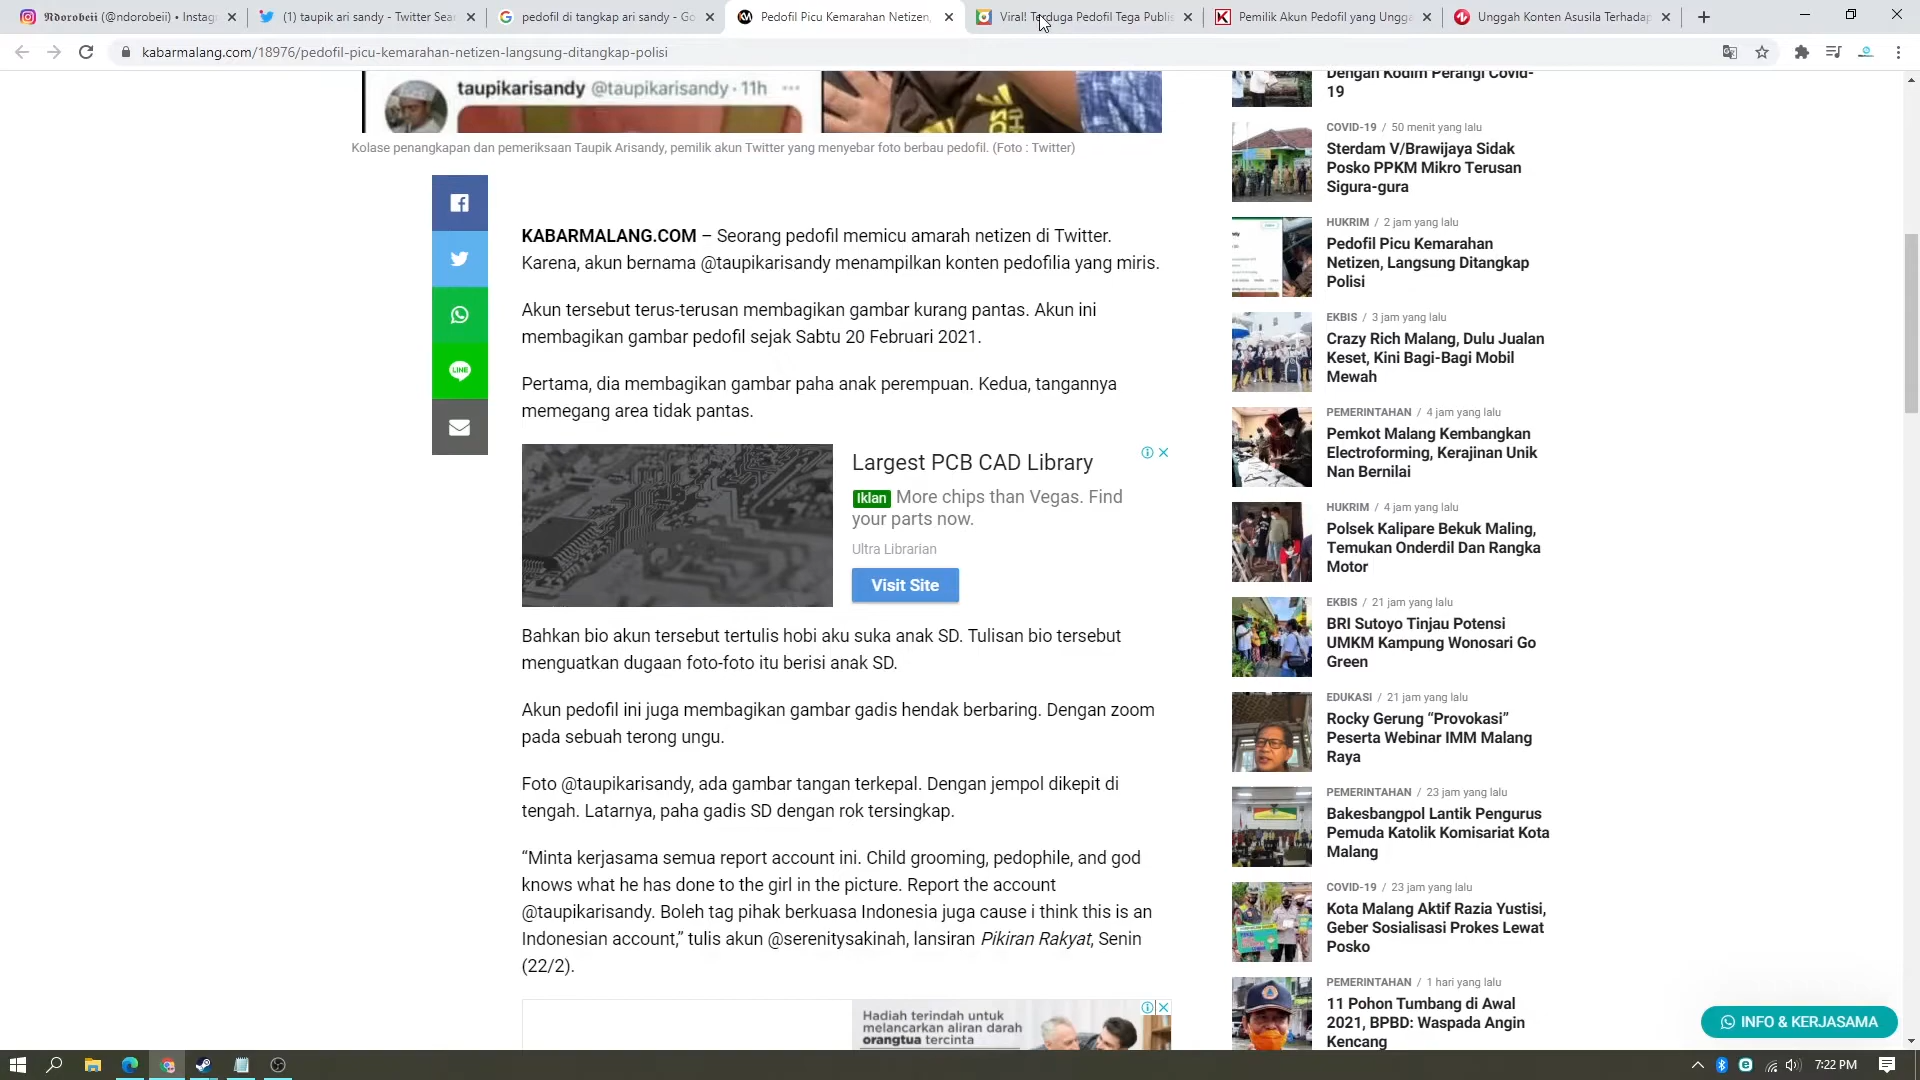 Ndorobeii (@ndorobeii) • Instag
(1) taupik ari sandy - Twitter Sear
pedofil di tangkap ari sandy - Go
Pedofil Picu Kemarahan Netizen,
Viral! Terduga Pedofil Tega Publis
Pemilik Akun Pedofil yang Ungga
Unggah Konten Asusila Terhadap
kabarmalang.com/18976/pedofil-picu-kemarahan-netizen-langsung-ditangkap-polisi
taupikarisandy @taupikarisandy · 11h
Kolase penangkapan dan pemeriksaan Taupik Arisandy, pemilik akun Twitter yang menyebar foto berbau pedofil. (Foto : Twitter)
KABARMALANG.COM – Seorang pedofil memicu amarah netizen di Twitter.
Karena, akun bernama @taupikarisandy menampilkan konten pedofilia yang miris.
Akun tersebut terus-terusan membagikan gambar kurang pantas. Akun ini
membagikan gambar pedofil sejak Sabtu 20 Februari 2021.
Pertama, dia membagikan gambar paha anak perempuan. Kedua, tangannya
memegang area tidak pantas.
Largest PCB CAD Library
Iklan More chips than Vegas. Find
your parts now.
Ultra Librarian
Visit Site
Bahkan bio akun tersebut tertulis hobi aku suka anak SD. Tulisan bio tersebut
menguatkan dugaan foto-foto itu berisi anak SD.
Akun pedofil ini juga membagikan gambar gadis hendak berbaring. Dengan zoom
pada sebuah terong ungu.
Foto @taupikarisandy, ada gambar tangan terkepal. Dengan jempol dikepit di
tengah. Latarnya, paha gadis SD dengan rok tersingkap.
“Minta kerjasama semua report account ini. Child grooming, pedophile, and god
knows what he has done to the girl in the picture. Report the account
@taupikarisandy. Boleh tag pihak berkuasa Indonesia juga cause i think this is an
Indonesian account,” tulis akun @serenitysakinah, lansiran Pikiran Rakyat, Senin
(22/2).
Hadiah terindah untuk
melancarkan aliran darah
orangtua tercinta
LINE
Dengan Kodim Perangi Covid-
19
COVID-19 / 50 menit yang lalu
Sterdam V/Brawijaya Sidak
Posko PPKM Mikro Terusan
Sigura-gura
HUKRIM / 2 jam yang lalu
Pedofil Picu Kemarahan
Netizen, Langsung Ditangkap
Polisi
EKBIS / 3 jam yang lalu
Crazy Rich Malang, Dulu Jualan
Keset, Kini Bagi-Bagi Mobil
Mewah
PEMERINTAHAN / 4 jam yang lalu
Pemkot Malang Kembangkan
Electroforming, Kerajinan Unik
Nan Bernilai
HUKRIM / 4 jam yang lalu
Polsek Kalipare Bekuk Maling,
Temukan Onderdil Dan Rangka
Motor
EKBIS / 21 jam yang lalu
BRI Sutoyo Tinjau Potensi
UMKM Kampung Wonosari Go
Green
EDUKASI / 21 jam yang lalu
Rocky Gerung “Provokasi”
Peserta Webinar IMM Malang
Raya
PEMERINTAHAN / 23 jam yang lalu
Bakesbangpol Lantik Pengurus
Pemuda Katolik Komisariat Kota
Malang
COVID-19 / 23 jam yang lalu
Kota Malang Aktif Razia Yustisi,
Geber Sosialisasi Prokes Lewat
Posko
PEMERINTAHAN / 1 hari yang lalu
11 Pohon Tumbang di Awal
2021, BPBD: Waspada Angin
Kencang
INFO & KERJASAMA
7:22 PM